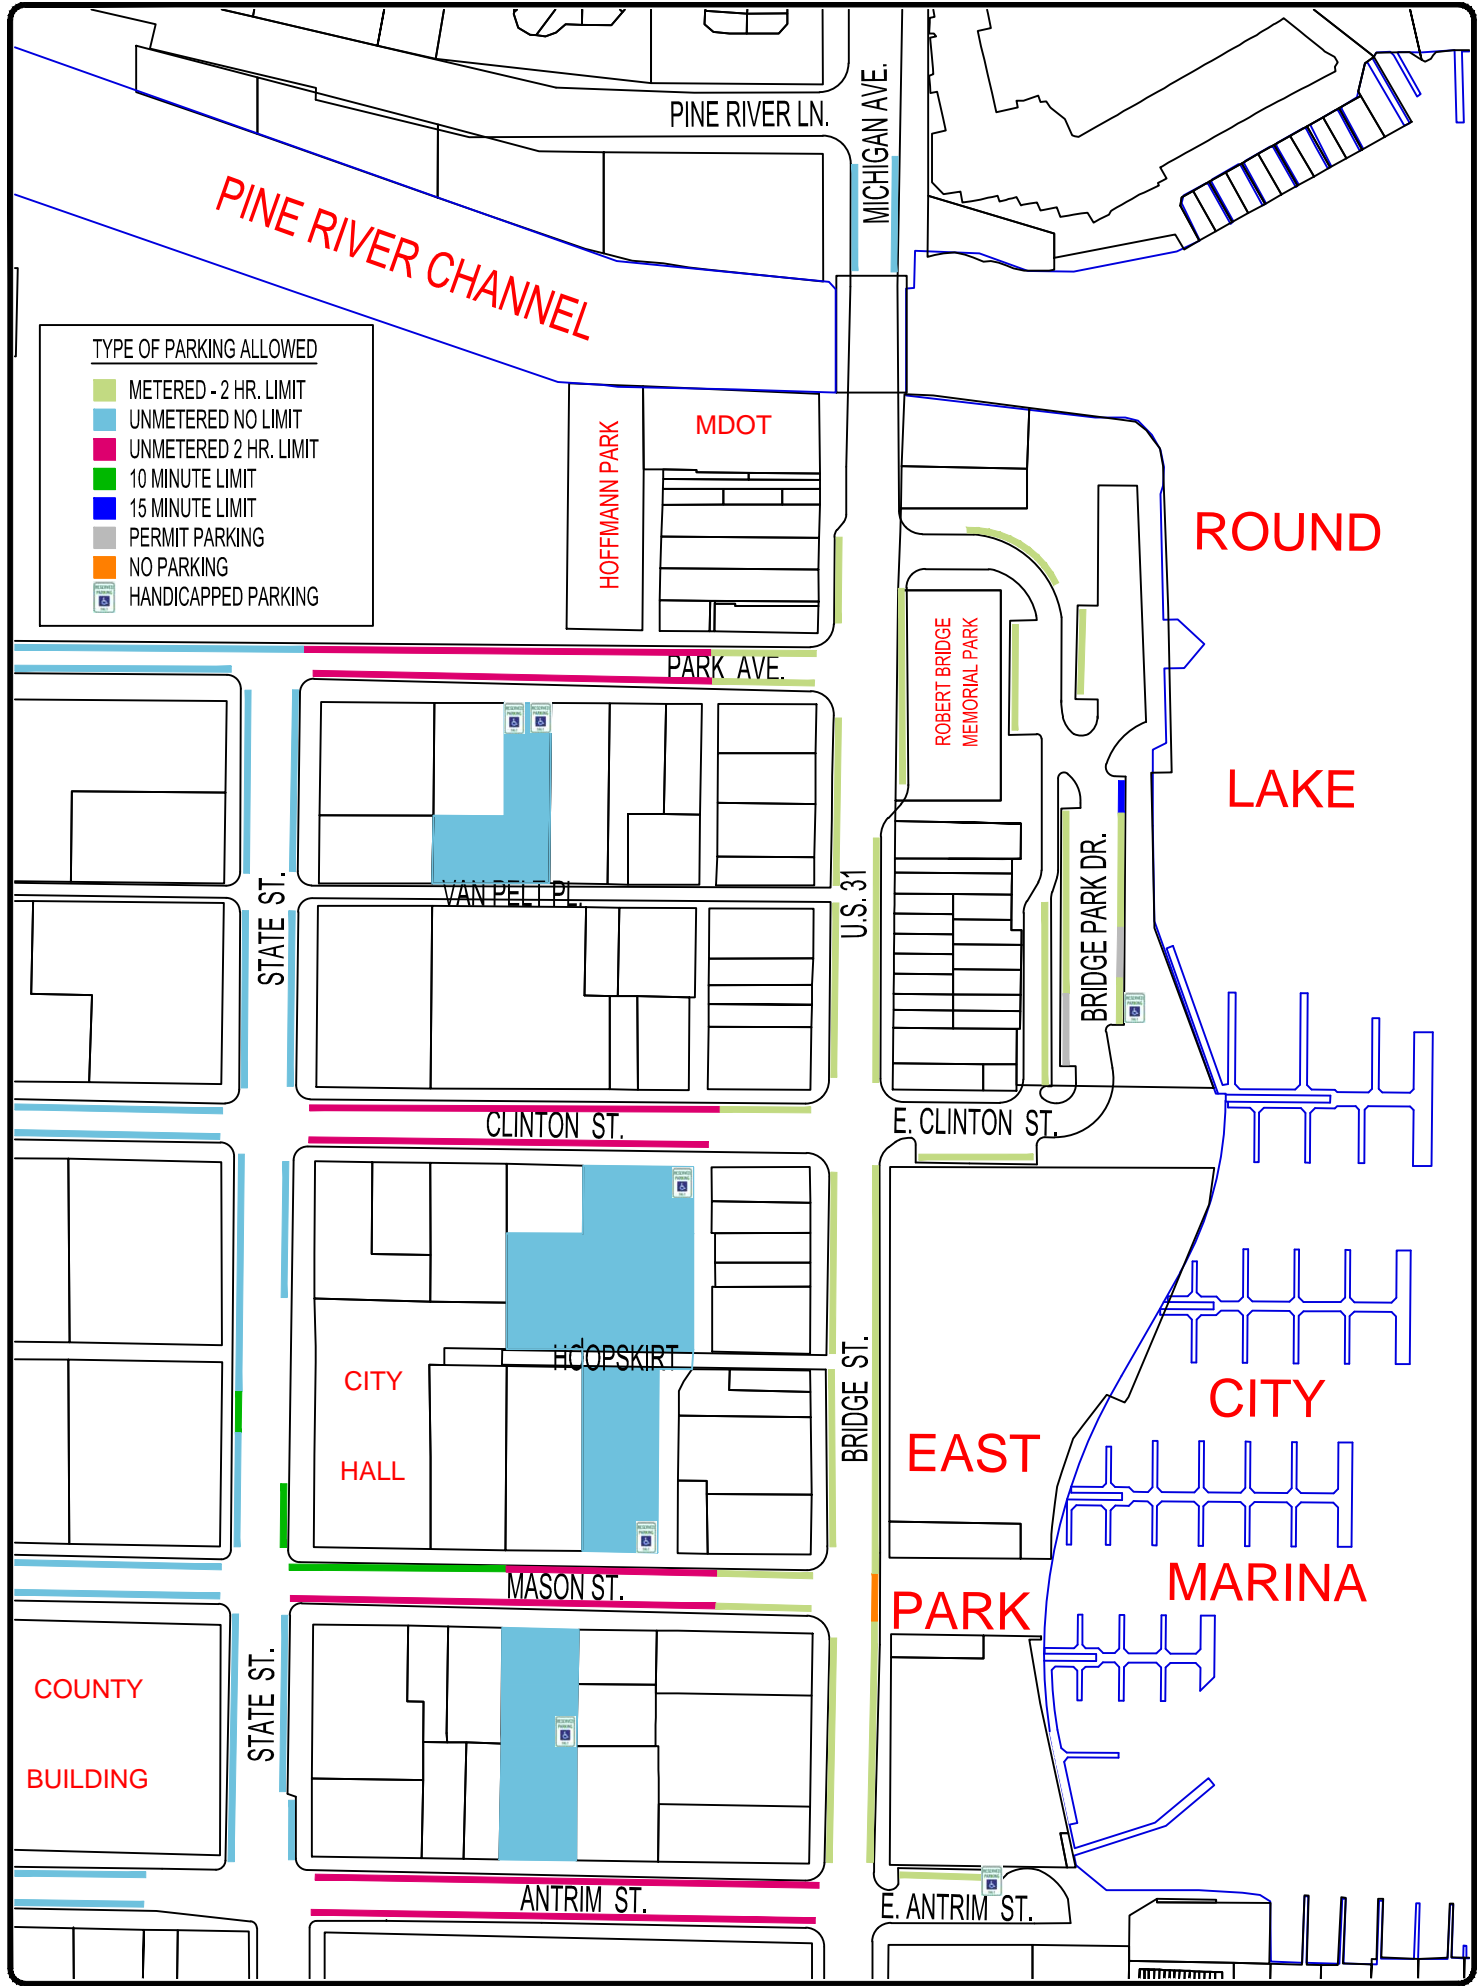 PINE RIVER LN.
MICHIGAN AVE.
PINE RIVER CHANNEL
TYPE OF PARKING ALLOWED
METERED - 2 HR. LIMIT
UNMETERED NO LIMIT
UNMETERED 2 HR. LIMIT
10 MINUTE LIMIT
15 MINUTE LIMIT
PERMIT PARKING
NO PARKING
HANDICAPPED PARKING
HOFFMANN PARK
MDOT
ROUND
LAKE
ROBERT BRIDGE
MEMORIAL PARK
PARK AVE.
STATE ST.
VAN PELT PL.
U.S. 31
BRIDGE PARK DR.
CLINTON ST.
E. CLINTON ST.
HOOPSKIRT
CITY
HALL
BRIDGE ST.
EAST
PARK
CITY
MARINA
MASON ST.
COUNTY
BUILDING
STATE ST.
ANTRIM ST.
E. ANTRIM ST.